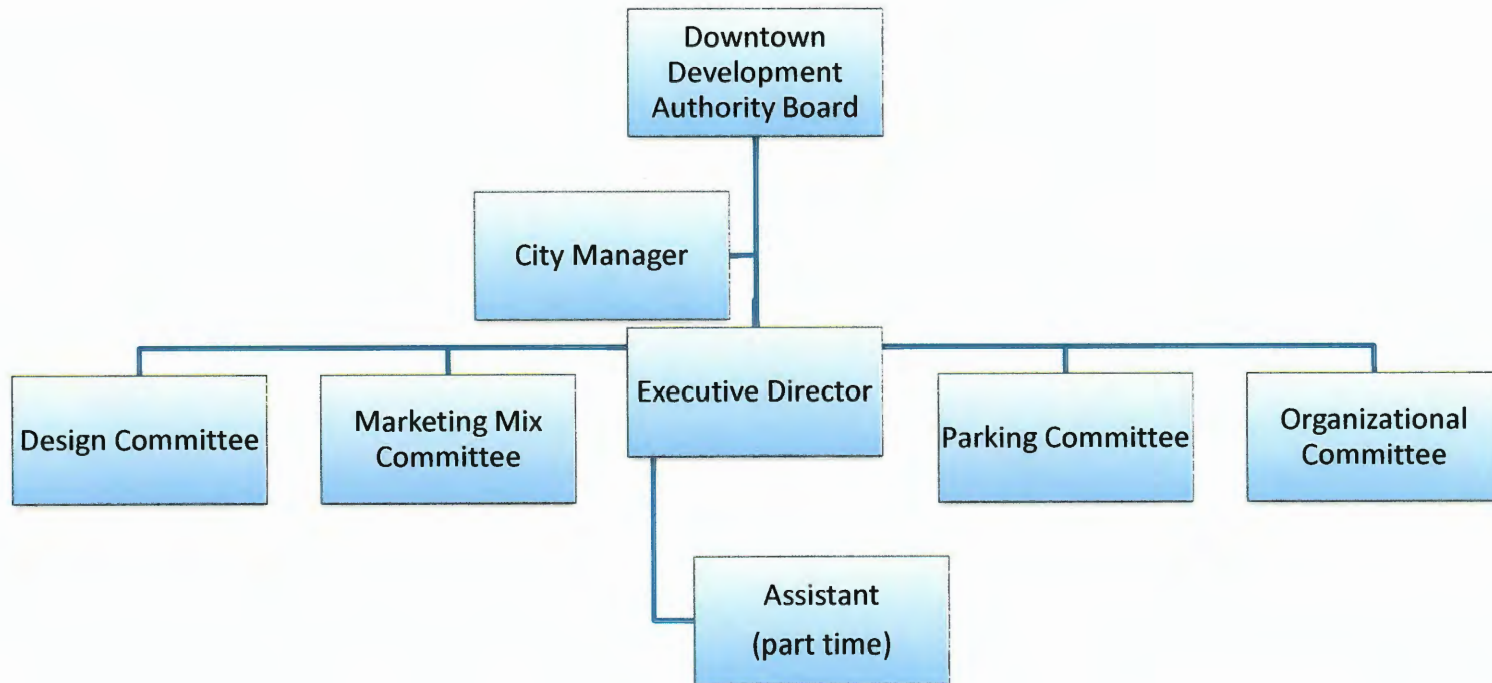 Downtown
Development
Authority Board
City Manager
Executive Director
Design Committee
Marketing Mix
Committee
Parking Committee
Organizational
Committee
Assistant
(part time)